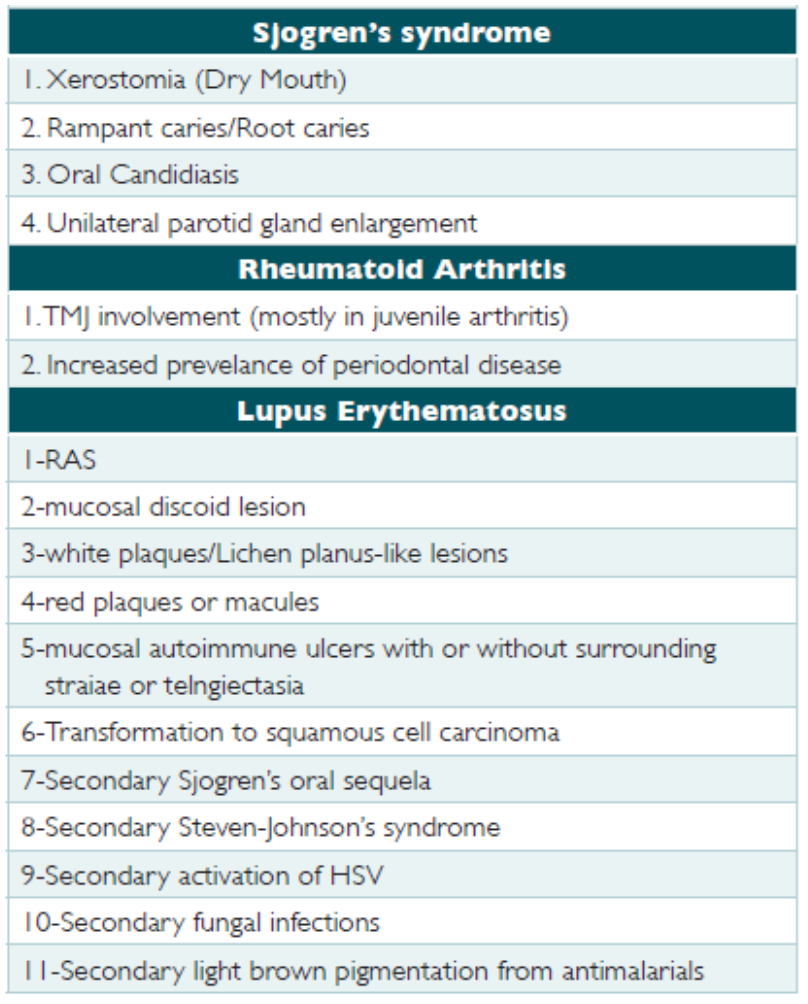 Sjogren's syndrome
1. Xerostomia (Dry Mouth)
2. Rampant caries/Root caries
3. Oral Candidiasis
4. Unilateral parotid gland enlargement
Rheumatoid Arthritis
1. TMJ involvement (mostly in juvenile arthritis)
2. Increased prevelance of periodontal disease
Lupus Erythematosus
1-RAS
2-mucosal discoid lesion
3-white plaques/Lichen planus-like lesions
4-red plaques or macules
5-mucosal autoimmune ulcers with or without surrounding
straiae or telngiectasia
6-Transformation to squamous cell carcinoma
7-Secondary Sjogren's oral sequela
8-Secondary Steven-Johnson's syndrome
9-Secondary activation of HSV
10-Secondary fungal infections
11-Secondary light brown pigmentation from antimalarials